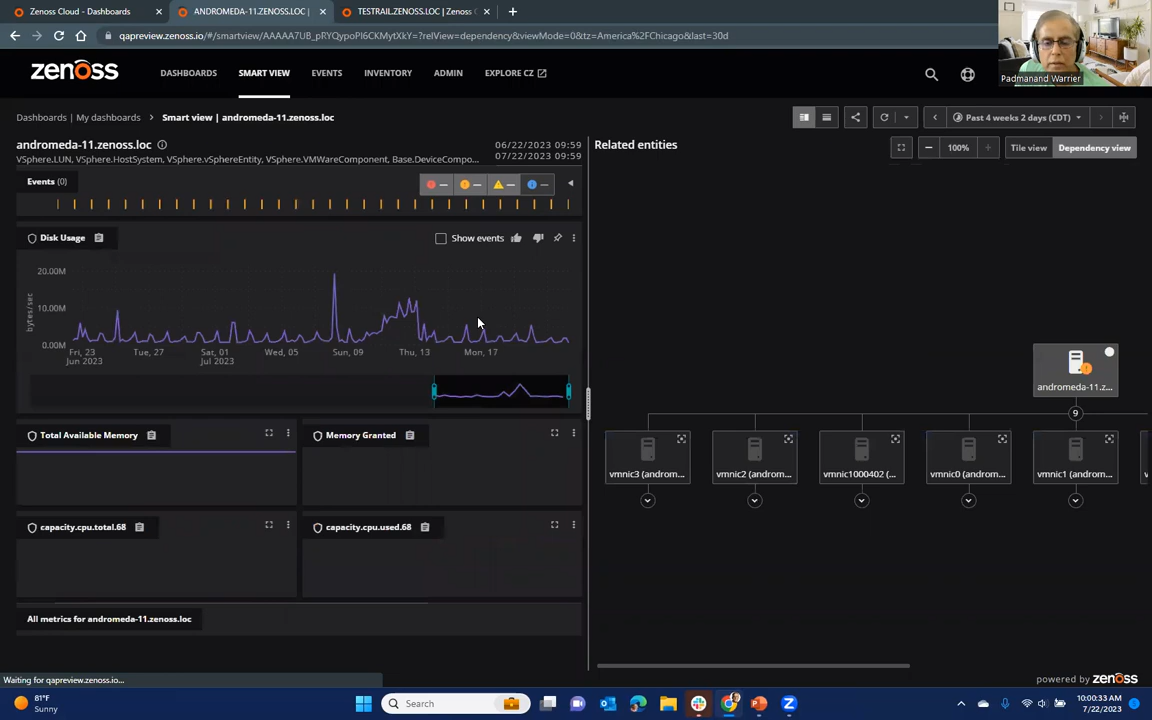 Zenoss Cloud - Dashboards
ANDROMEDA-11.ZENOSS.LOC |
TESTRAIL.ZENOSS.LOC | Zenoss
qapreview.zenoss.io/#/smartview/AAAAA7UB_pRYQypoPI6CKMytXkY=?relView=dependency&viewMode=0&tz=America%2FChicago&last=30d
Padmanand Warrier
zenoss
DASHBOARDS
SMART VIEW
EVENTS
INVENTORY
ADMIN
EXPLORE CZ
Dashboards | My dashboards > Smart view | andromeda-11.zenoss.loc
Past 4 weeks 2 days (CDT)
andromeda-11.zenoss.loc
06/22/2023 09:59
VSphere.LUN, VSphere.HostSystem, VSphere.vSphereEntity, VSphere.VMWareComponent, Base.DeviceCompo...
07/22/2023 09:59
Related entities
100%
Tile view
Dependency view
Events (0)
Disk Usage
Show events
bytes/sec
20.00M
10.00M
0.00M
Fri, 23
Jun 2023
Tue, 27
Sat, 01
Jul 2023
Wed, 05
Sun, 09
Thu, 13
Mon, 17
Total Available Memory
Memory Granted
capacity.cpu.total.68
capacity.cpu.used.68
All metrics for andromeda-11.zenoss.loc
andromeda-11.z...
9
vmnic3 (androm...
vmnic2 (androm...
vmnic1000402 (...
vmnic0 (androm...
vmnic1 (androm...
powered by zenoss
Waiting for qapreview.zenoss.io...
81°F
Sunny
Search
10:00:33 AM
7/22/2023